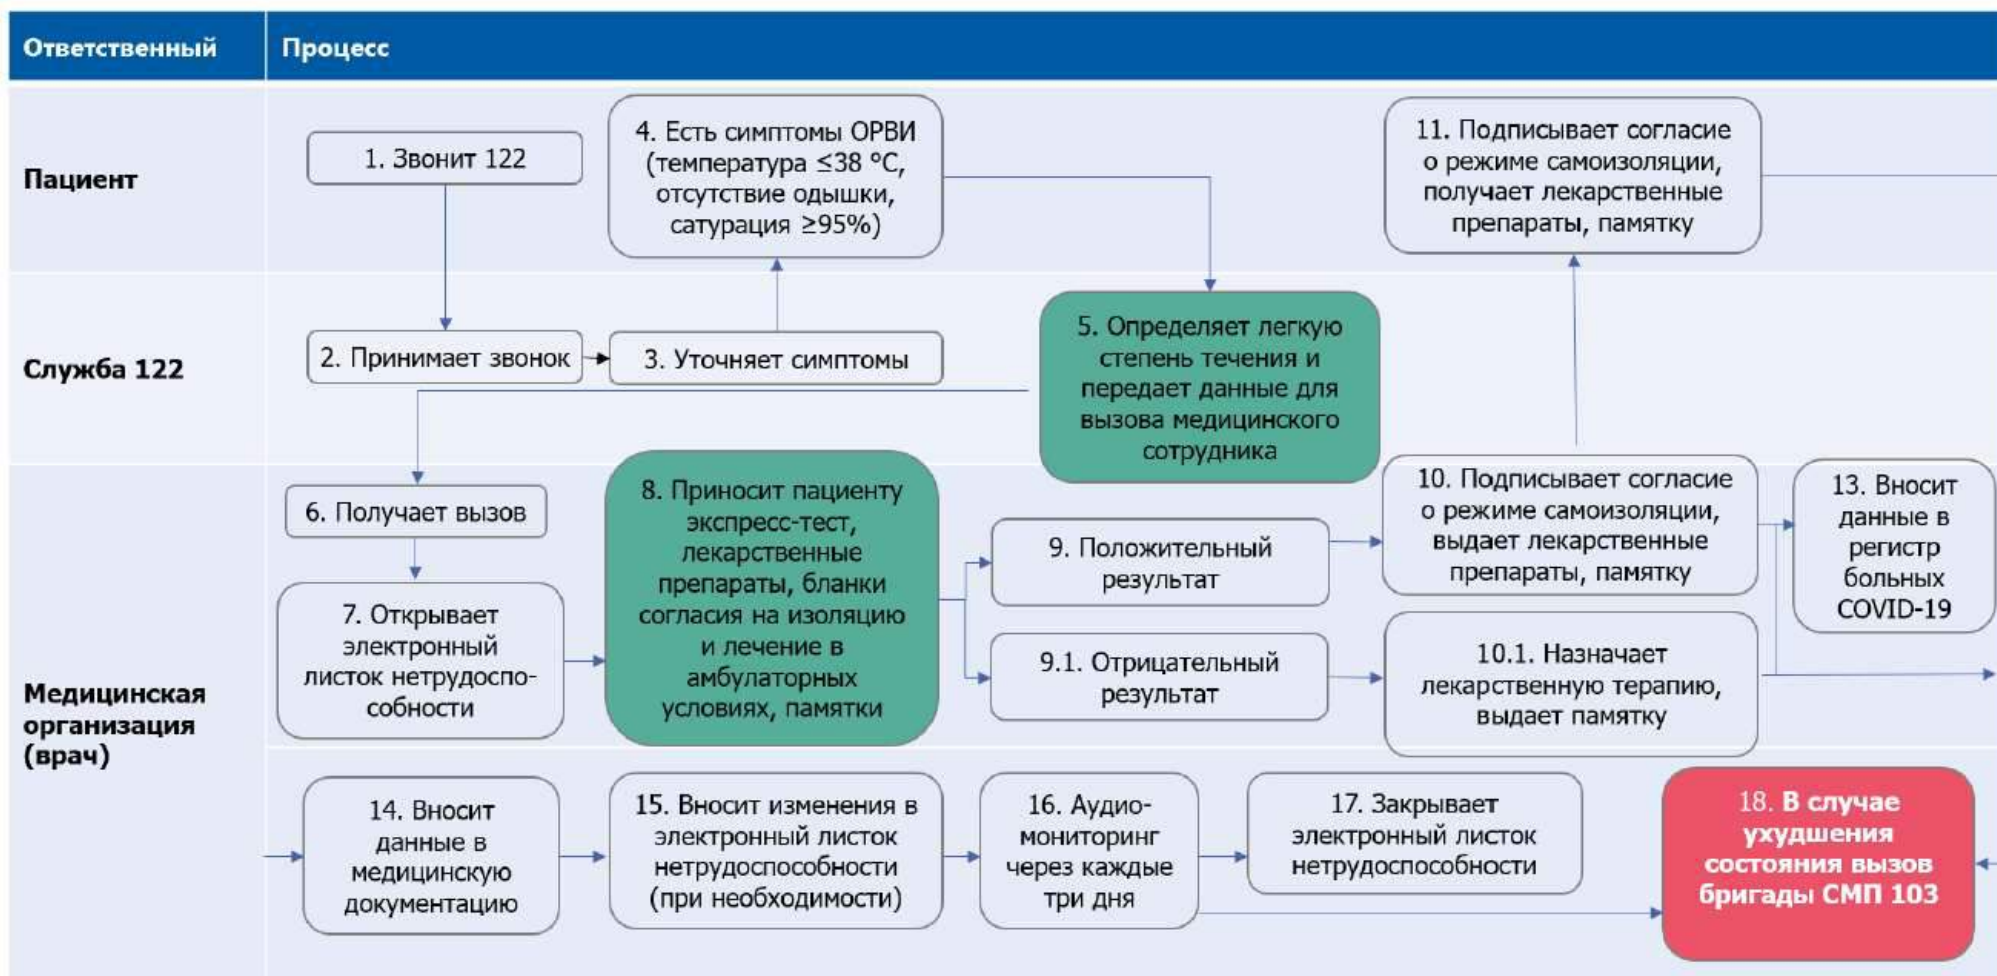 Ответственный
Процесс
Пациент
1. Звонит 122
4. Есть симптомы ОРВИ
(температура ≤38 °C,
отсутствие одышки,
сатурация ≥95%)
11. Подписывает согласие
о режиме самоизоляции,
получает лекарственные
препараты, памятку
Служба 122
2. Принимает звонок
3. Уточняет симптомы
5. Определяет легкую
степень течения и
передает данные для
вызова медицинского
сотрудника
Медицинская
организация
(врач)
6. Получает вызов
7. Открывает
электронный
листок нетрудоспо-
собности
8. Приносит пациенту
экспресс-тест,
лекарственные
препараты, бланки
согласия на изоляцию
и лечение в
амбулаторных
условиях, памятки
9. Положительный
результат
9.1. Отрицательный
результат
10. Подписывает согласие
о режиме самоизоляции,
выдает лекарственные
препараты, памятку
10.1. Назначает
лекарственную терапию,
выдает памятку
13. Вносит
данные в
регистр
больных
COVID-19
14. Вносит
данные в
медицинскую
документацию
15. Вносит изменения в
электронный листок
нетрудоспособности
(при необходимости)
16. Аудио-
мониторинг
через каждые
три дня
17. Закрывает
электронный листок
нетрудоспособности
18. В случае
ухудшения
состояния вызов
бригады СМП 103